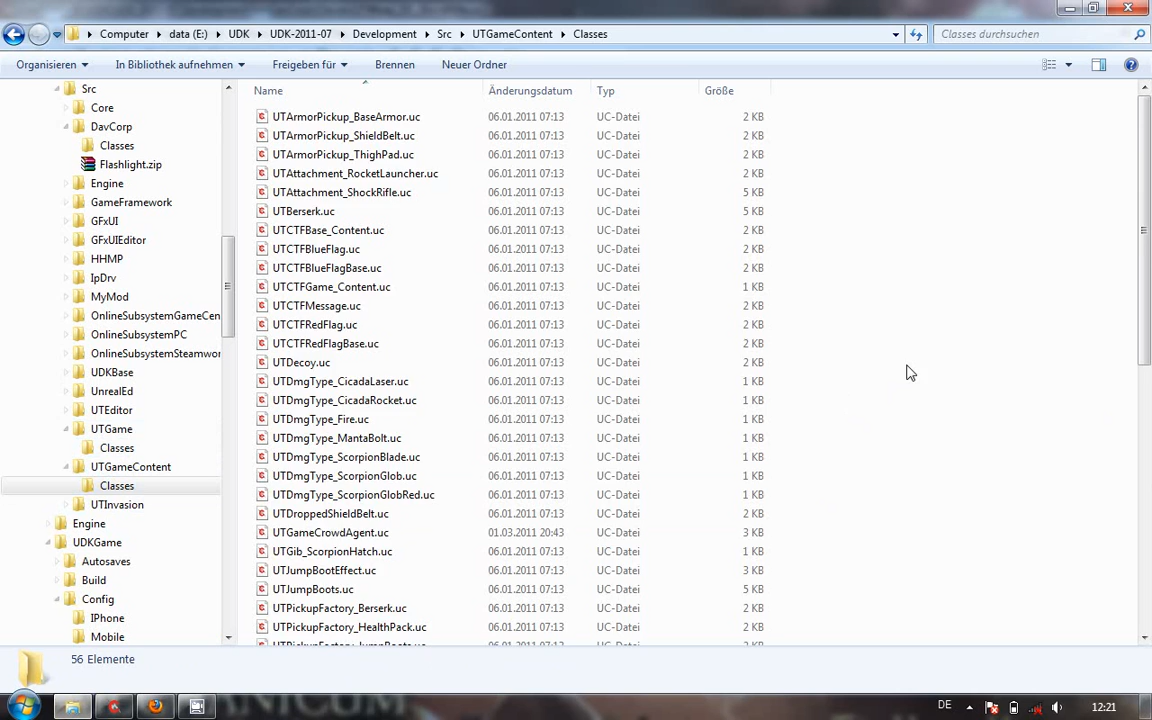 Computer ▸ data (E:) ▸ UDK ▸ UDK-2011-07 ▸ Development ▸ Src ▸ UTGameContent ▸ Classes
Classes durchsuchen
Organisieren In Bibliothek aufnehmen Freigeben für Brennen Neuer Ordner
Src
Core
DavCorp
Classes
Flashlight.zip
Engine
GameFramework
GFxUI
GFxUIEditor
HHMP
IpDrv
MyMod
OnlineSubsystemGameCen
OnlineSubsystemPC
OnlineSubsystemSteamwor
UDKBase
UnrealEd
UTEditor
UTGame
Classes
UTGameContent
Classes
UTInvasion
Engine
UDKGame
Autosaves
Build
Config
IPhone
Mobile
Name Änderungsdatum Typ Größe
UTArmorPickup_BaseArmor.uc 06.01.2011 07:13 UC-Datei 2 KB
UTArmorPickup_ShieldBelt.uc 06.01.2011 07:13 UC-Datei 2 KB
UTArmorPickup_ThighPad.uc 06.01.2011 07:13 UC-Datei 2 KB
UTAttachment_RocketLauncher.uc 06.01.2011 07:13 UC-Datei 2 KB
UTAttachment_ShockRifle.uc 06.01.2011 07:13 UC-Datei 5 KB
UTBerserk.uc 06.01.2011 07:13 UC-Datei 5 KB
UTCTFBase_Content.uc 06.01.2011 07:13 UC-Datei 2 KB
UTCTFBlueFlag.uc 06.01.2011 07:13 UC-Datei 2 KB
UTCTFBlueFlagBase.uc 06.01.2011 07:13 UC-Datei 2 KB
UTCTFGame_Content.uc 06.01.2011 07:13 UC-Datei 1 KB
UTCTFMessage.uc 06.01.2011 07:13 UC-Datei 2 KB
UTCTFRedFlag.uc 06.01.2011 07:13 UC-Datei 2 KB
UTCTFRedFlagBase.uc 06.01.2011 07:13 UC-Datei 2 KB
UTDecoy.uc 06.01.2011 07:13 UC-Datei 2 KB
UTDmgType_CicadaLaser.uc 06.01.2011 07:13 UC-Datei 1 KB
UTDmgType_CicadaRocket.uc 06.01.2011 07:13 UC-Datei 1 KB
UTDmgType_Fire.uc 06.01.2011 07:13 UC-Datei 1 KB
UTDmgType_MantaBolt.uc 06.01.2011 07:13 UC-Datei 1 KB
UTDmgType_ScorpionBlade.uc 06.01.2011 07:13 UC-Datei 1 KB
UTDmgType_ScorpionGlob.uc 06.01.2011 07:13 UC-Datei 1 KB
UTDmgType_ScorpionGlobRed.uc 06.01.2011 07:13 UC-Datei 1 KB
UTDroppedShieldBelt.uc 06.01.2011 07:13 UC-Datei 2 KB
UTGameCrowdAgent.uc 01.03.2011 20:43 UC-Datei 3 KB
UTGib_ScorpionHatch.uc 06.01.2011 07:13 UC-Datei 1 KB
UTJumpBootEffect.uc 06.01.2011 07:13 UC-Datei 3 KB
UTJumpBoots.uc 06.01.2011 07:13 UC-Datei 5 KB
UTPickupFactory_Berserk.uc 06.01.2011 07:13 UC-Datei 2 KB
UTPickupFactory_HealthPack.uc 06.01.2011 07:13 UC-Datei 2 KB
UTPickupFactory_JumpBoots.uc 06.01.2011 07:13 UC-Datei 2 KB
56 Elemente
DE 12:21